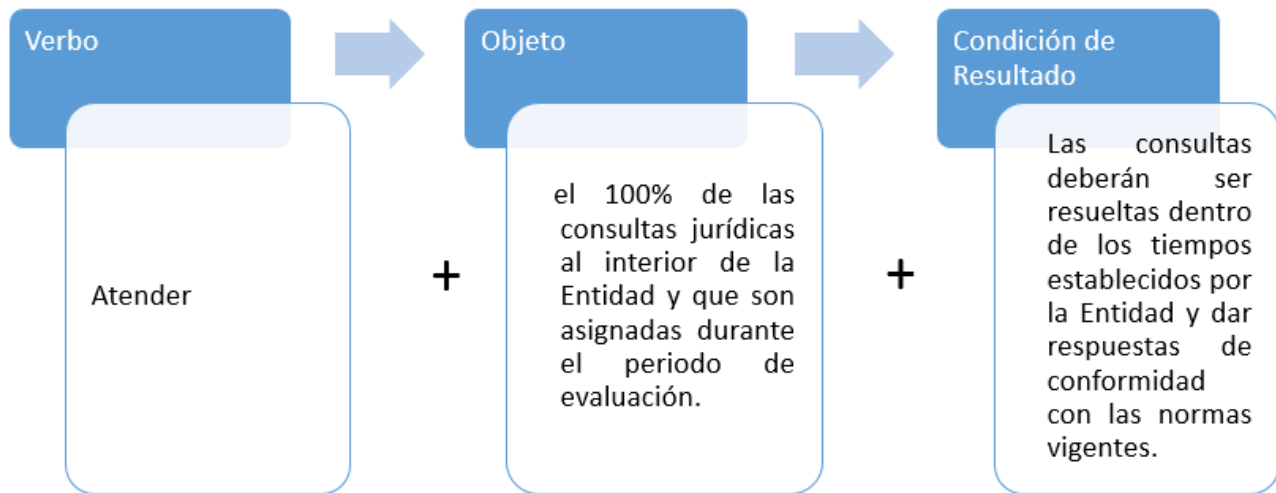 Verbo
Atender
+
Objeto
el 100% de las
consultas jurídicas
al interior de la
Entidad y que son
asignadas durante
el periodo de
evaluación.
+
Condición de
Resultado
Las consultas
deberán ser
resueltas dentro
de los tiempos
establecidos por
la Entidad y dar
respuestas de
conformidad
con las normas
vigentes.